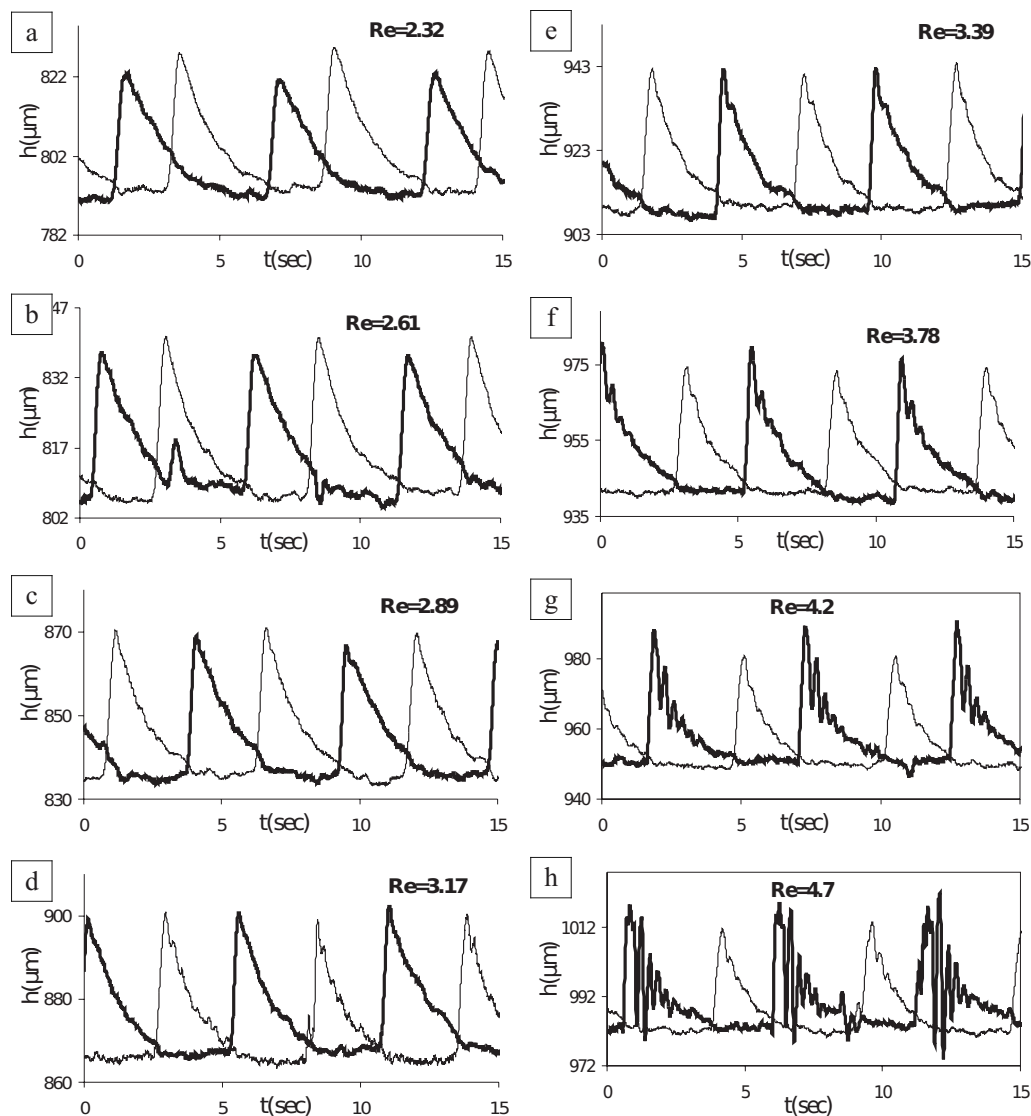 a
Re=2.32
822
802
782
h(µm)
0 5 10 15
t(sec)
b
47
Re=2.61
832
817
802
h(µm)
0 5 10 15
t(sec)
c
Re=2.89
870
850
830
h(µm)
0 5 10 15
t(sec)
d
Re=3.17
900
880
860
h(µm)
0 5 10 15
t(sec)
e
Re=3.39
943
923
903
h(µm)
0 5 10 15
t(sec)
f
Re=3.78
975
955
935
h(µm)
0 5 10 15
t(sec)
g
Re=4.2
980
960
940
h(µm)
0 5 10 15
t(sec)
h
Re=4.7
1012
992
972
h(µm)
0 5 10 15
t(sec)